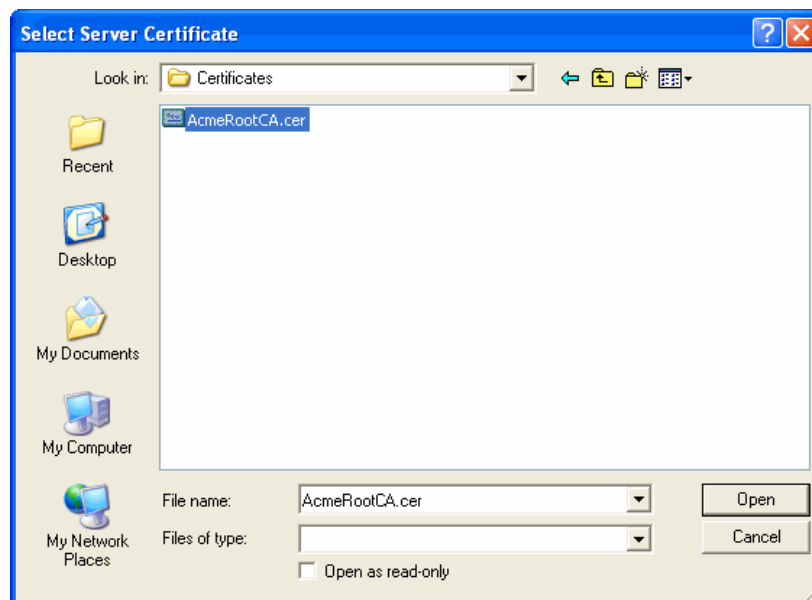 Select Server Certificate
Look in: Certificates
AcmeRootCA.cer
Recent
Desktop
My Documents
My Computer
My Network
Places
File name: AcmeRootCA.cer Open
Files of type: Cancel
Open as read-only